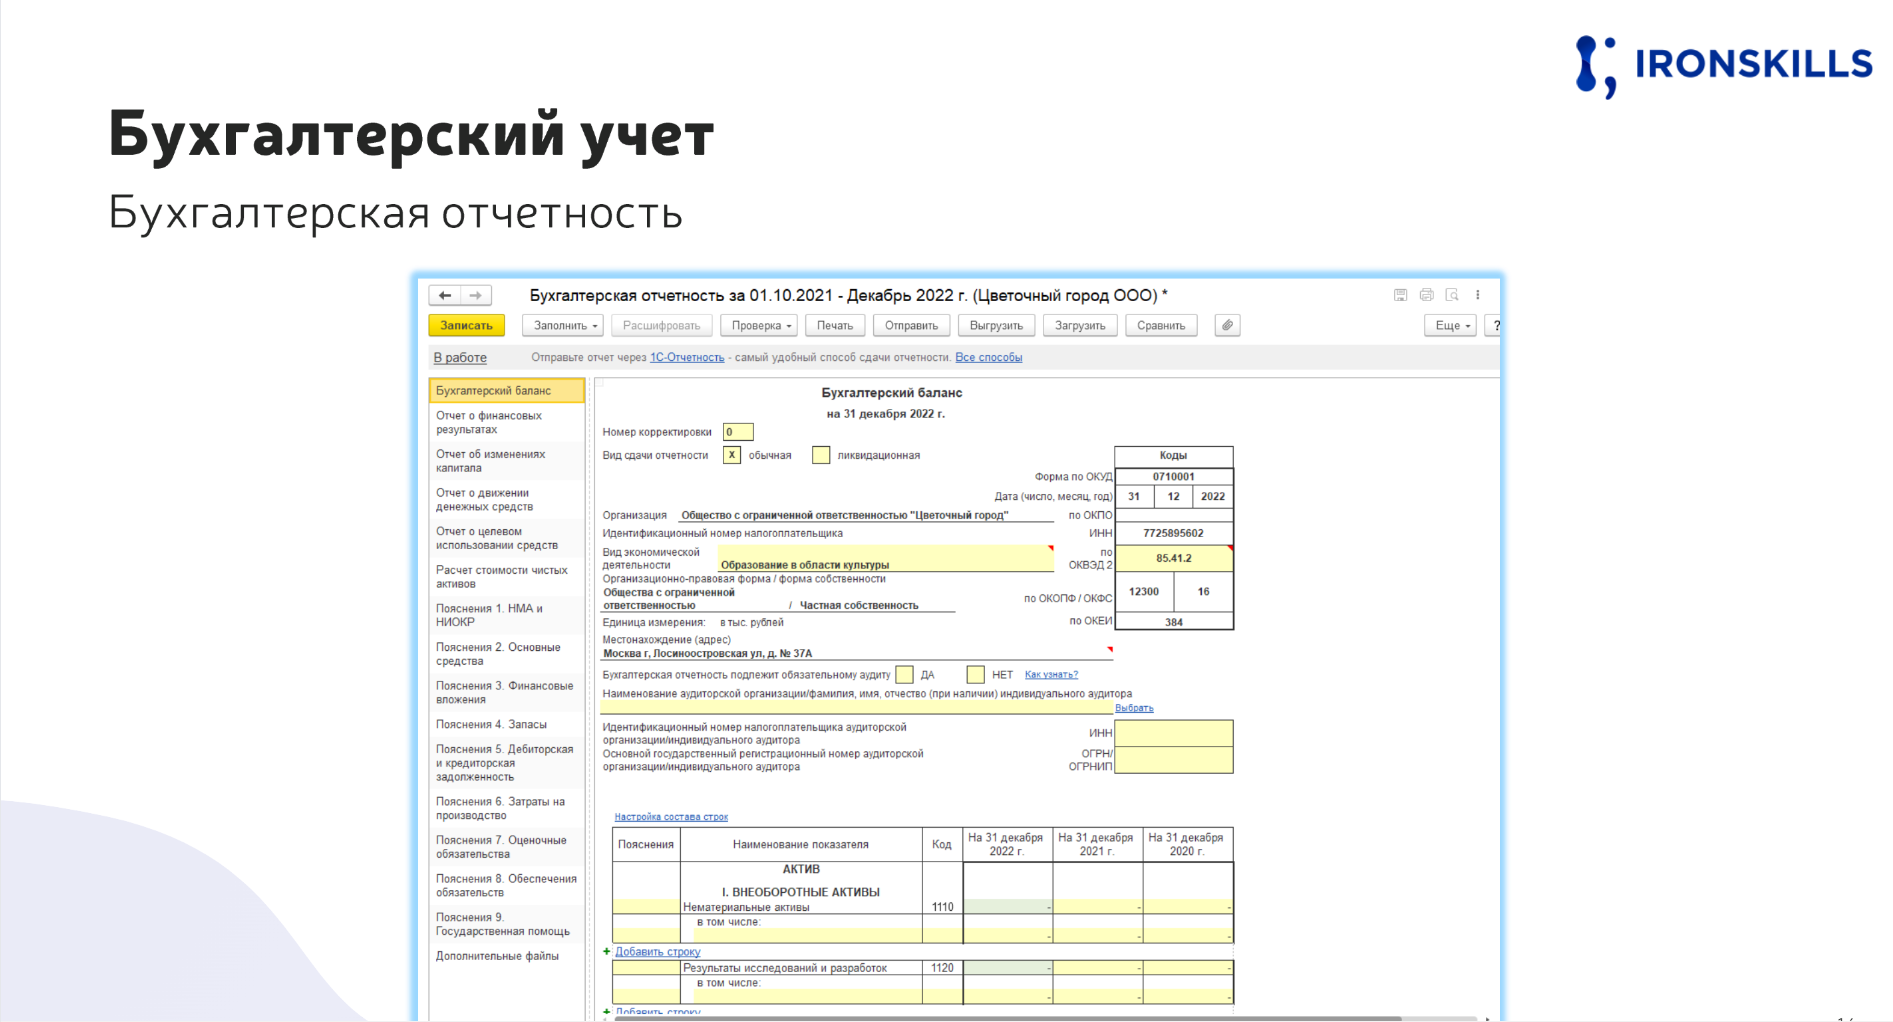 IRONSKILLS
Бухгалтерский учет
Бухгалтерская отчетность
Бухгалтерская отчетность за 01.10.2021 - Декабрь 2022 г. (Цветочный город ООО) *
Записать Заполнить Расшифровать Проверка Печать Отправить Выгрузить Загрузить Сравнить Еще ?
В работе Отправьте отчет через 1С-Отчетность - самый удобный способ сдачи отчетности. Все способы
Бухгалтерский баланс
Отчет о финансовых
результатах
Отчет об изменениях
капитала
Отчет о движении
денежных средств
Отчет о целевом
использовании средств
Расчет стоимости чистых
активов
Пояснения 1. НМА и
НИОКР
Пояснения 2. Основные
средства
Пояснения 3. Финансовые
вложения
Пояснения 4. Запасы
Пояснения 5. Дебиторская
и кредиторская
задолженность
Пояснения 6. Затраты на
производство
Пояснения 7. Оценочные
обязательства
Пояснения 8. Обеспечения
обязательств
Пояснения 9.
Государственная помощь
Дополнительные файлы
Бухгалтерский баланс
на 31 декабря 2022 г.
Номер корректировки 0
Вид сдачи отчетности X обычная ликвидационная
Коды
Форма по ОКУД 0710001
Дата (число, месяц, год) 31 12 2022
Организация Общество с ограниченной ответственностью "Цветочный город" по ОКПО
Идентификационный номер налогоплательщика ИНН 7725895602
Вид экономической
деятельности Образование в области культуры
по
ОКВЭД 2 85.41.2
Организационно-правовая форма / форма собственности
Общества с ограниченной
ответственностью / Частная собственность
по ОКОПФ / ОКФС 12300 16
Единица измерения: в тыс. рублей по ОКЕИ 384
Местонахождение (адрес)
Москва г, Лосиноостровская ул, д. № 37А
Бухгалтерская отчетность подлежит обязательному аудиту ДА НЕТ Как узнать?
Наименование аудиторской организации/фамилия, имя, отчество (при наличии) индивидуального аудитора
Выбрать
Идентификационный номер налогоплательщика аудиторской
организации/индивидуального аудитора ИНН
Основной государственный регистрационный номер аудиторской
организации/индивидуального аудитора
ОГРН/
ОГРНИП
Настройка состава строк
Пояснения Наименование показателя Код На 31 декабря
2022 г. На 31 декабря
2021 г. На 31 декабря
2020 г.
АКТИВ
I. ВНЕОБОРОТНЫЕ АКТИВЫ
Нематериальные активы 1110 - - -
в том числе:
- - -
+ Добавить строку
Результаты исследований и разработок 1120 - - -
в том числе:
- - -
+ Добавить строку